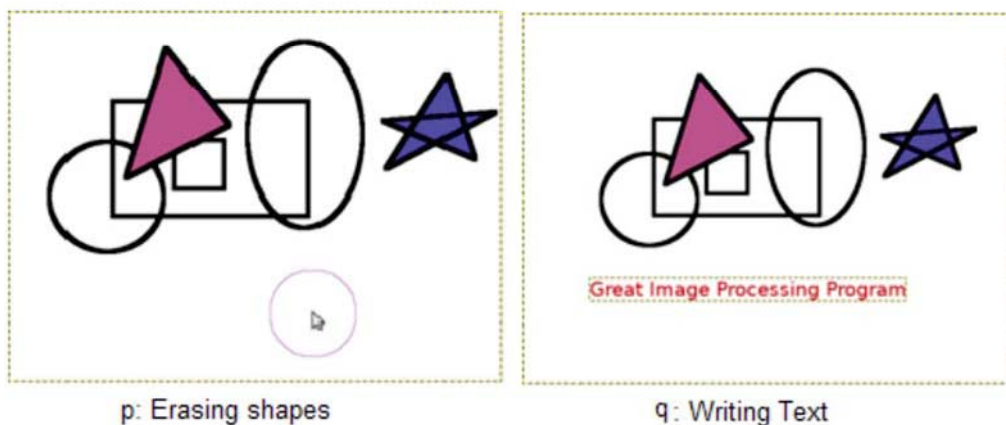 Great Image Processing Program
p: Erasing shapes
q: Writing Text